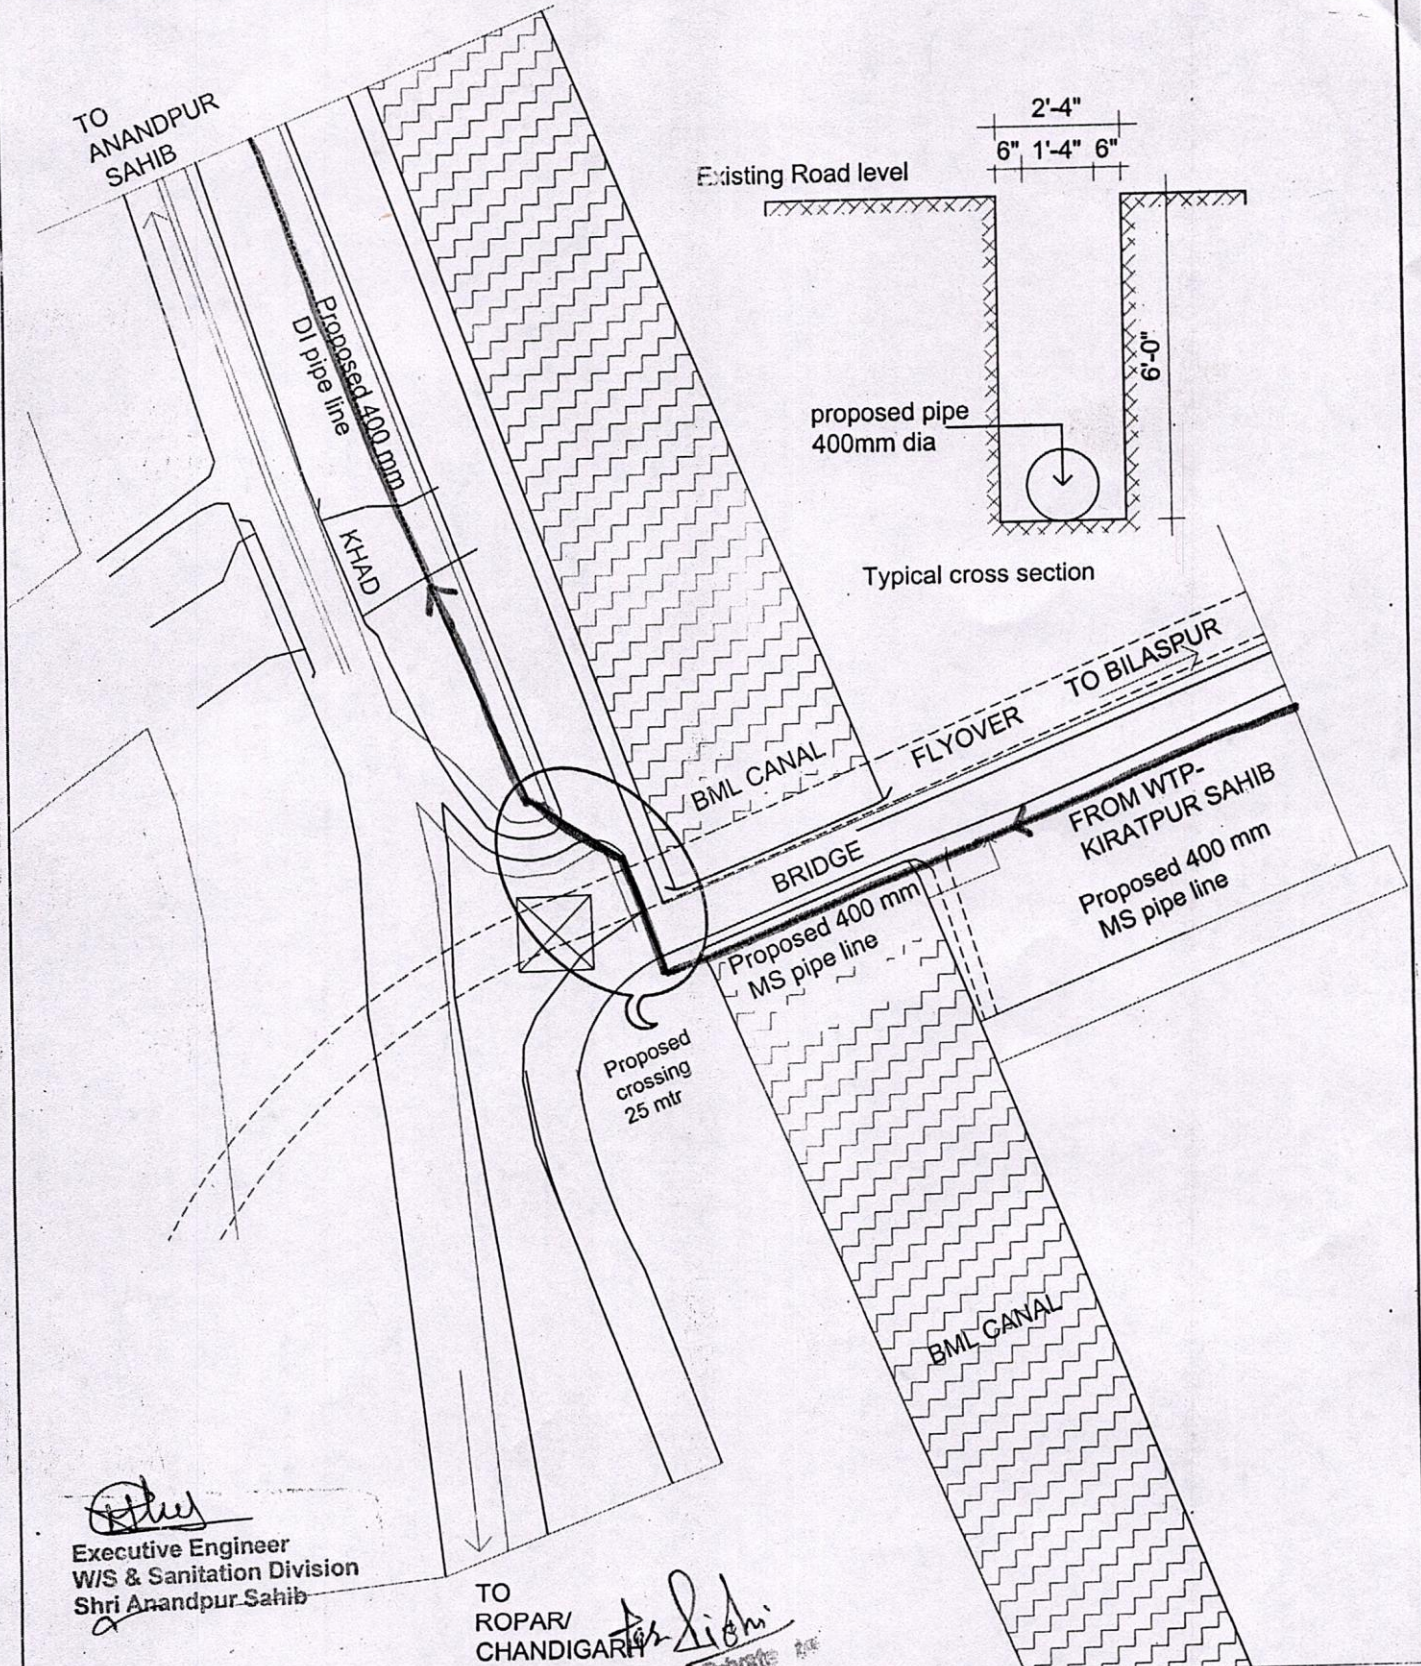 TO
ANANDPUR
SAHIB
2'-4"
6" 1'-4" 6"
Existing Road level
6'-0"
proposed pipe
400mm dia
Typical cross section
Proposed 400 mm
DI pipe line
KHAD
TO BILASPUR
FLYOVER
BML CANAL
BRIDGE
FROM WTP-
KIRATPUR SAHIB
Proposed 400 mm
MS pipe line
Proposed 400 mm
MS pipe line
Proposed
crossing
25 mtr
BML CANAL
Executive Engineer
W/S & Sanitation Division
Shri Anandpur Sahib
TO
ROPAR/
CHANDIGARH